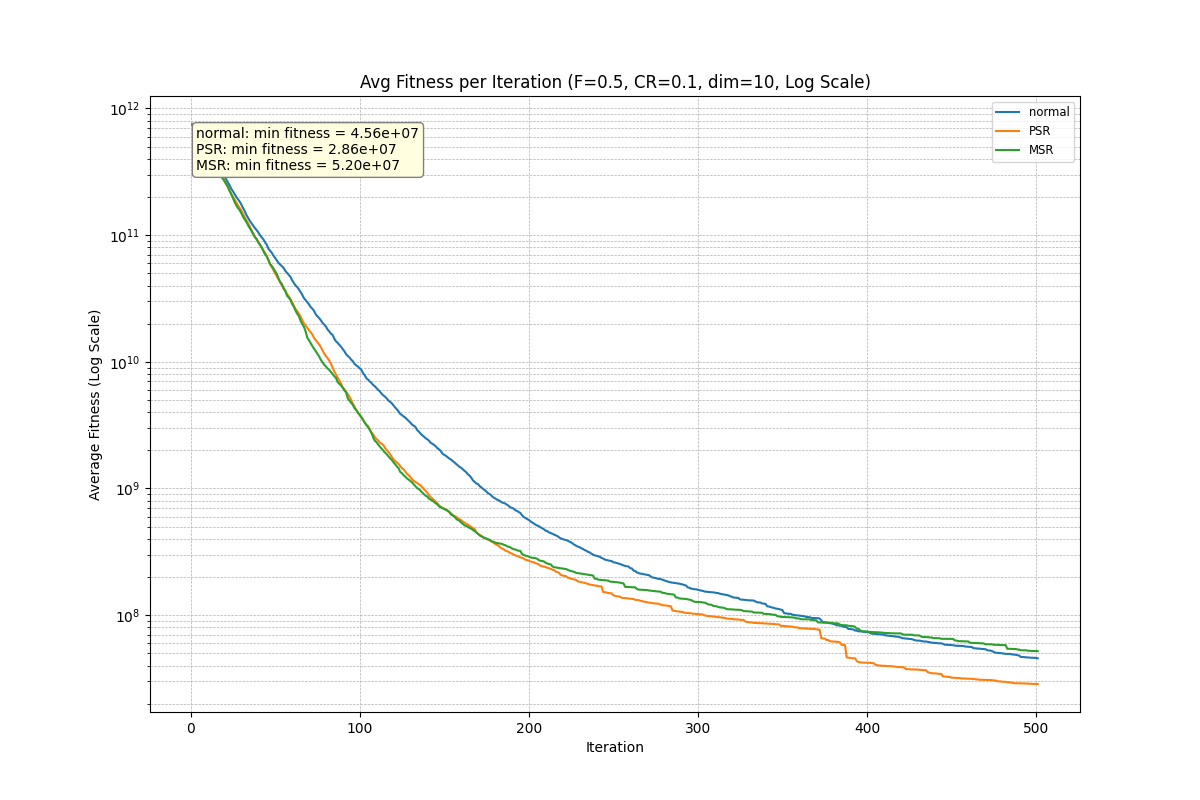 Avg Fitness per Iteration (F=0.5, CR=0.1, dim=10, Log Scale)
normal: min fitness = 4.56e+07
PSR: min fitness = 2.86e+07
MSR: min fitness = 5.20e+07
normal
PSR
MSR
Average Fitness (Log Scale)
10¹²
10¹¹
10¹⁰
10⁹
10⁸
0 100 200 300 400 500
Iteration